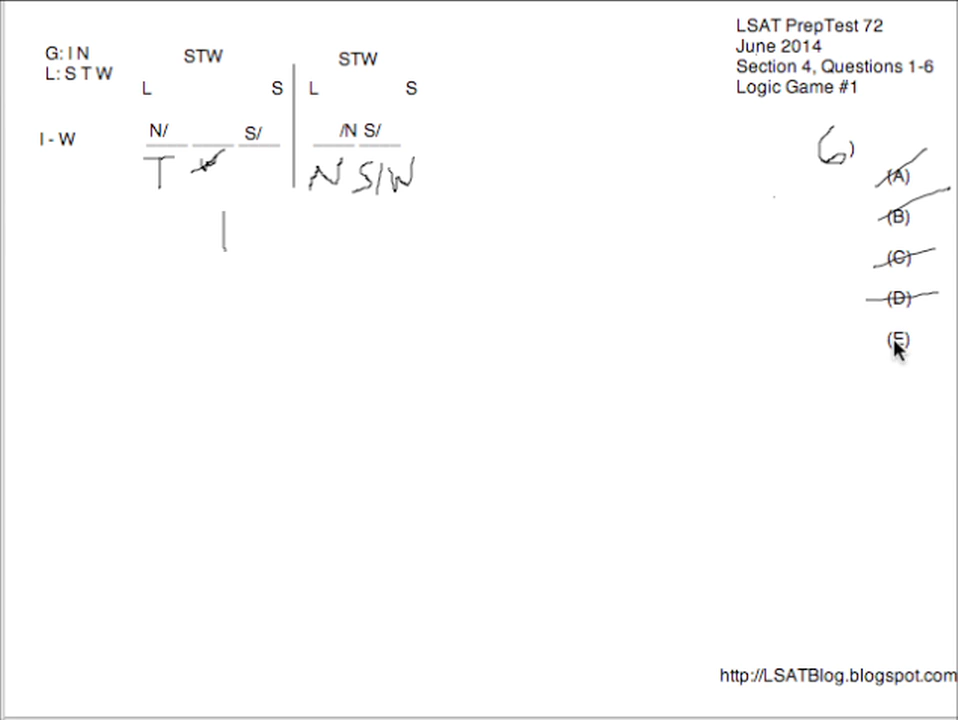 LSAT PrepTest 72
June 2014
Section 4, Questions 1-6
Logic Game #1
G: I N
L: S T W
STW
STW
L S L S
I - W
N/ S/ /N S/
T N S/W
6)
(A)
(B)
(C)
(D)
(E)
http://LSATBlog.blogspot.com